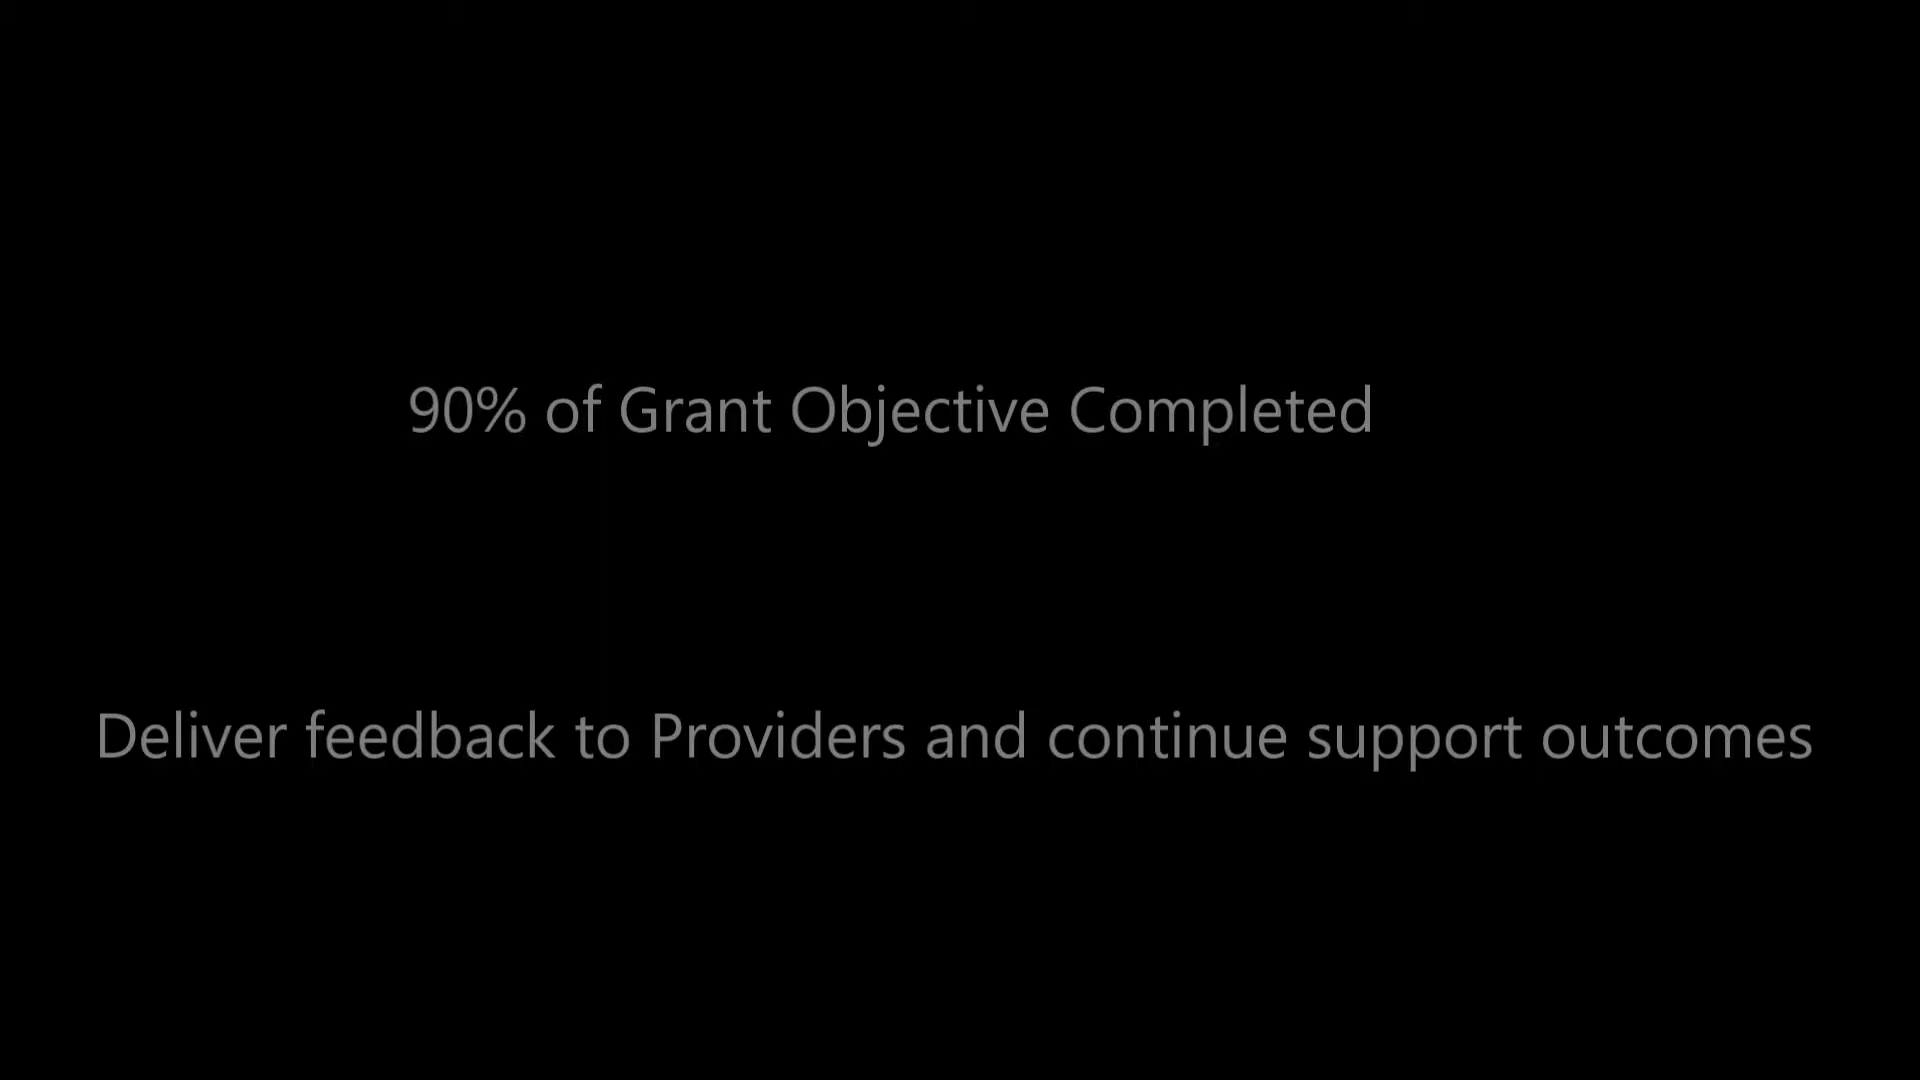 90% of Grant Objective Completed
Deliver feedback to Providers and continue support outcomes